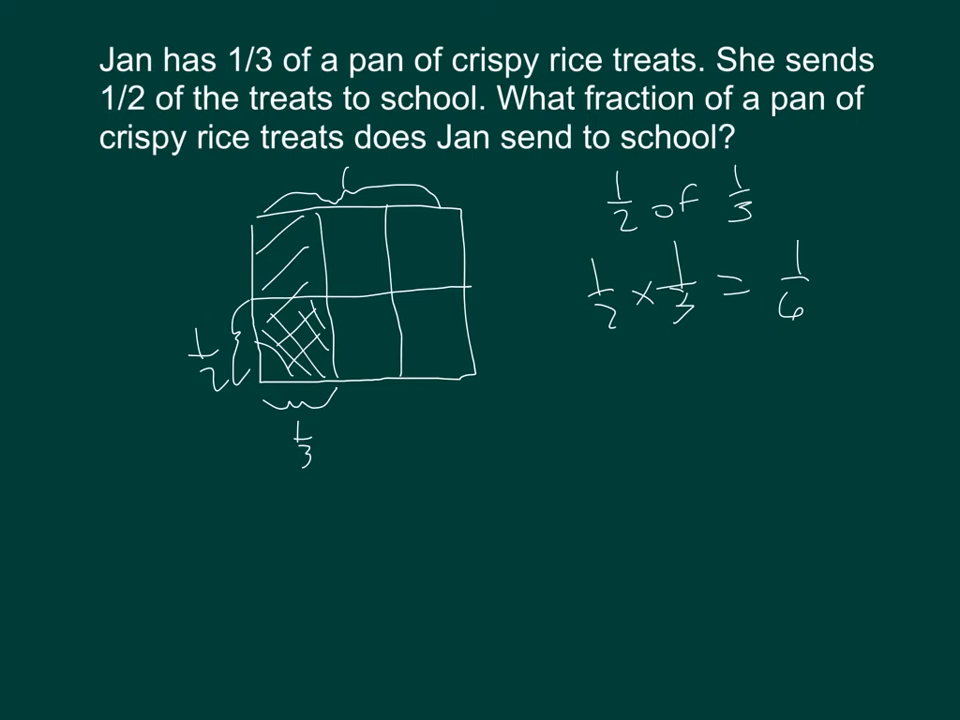 Jan has 1/3 of a pan of crispy rice treats. She sends
1/2 of the treats to school. What fraction of a pan of
crispy rice treats does Jan send to school?
1
1/2 of 1/3
1/2 x 1/3 = 1/6
1/2
1/3